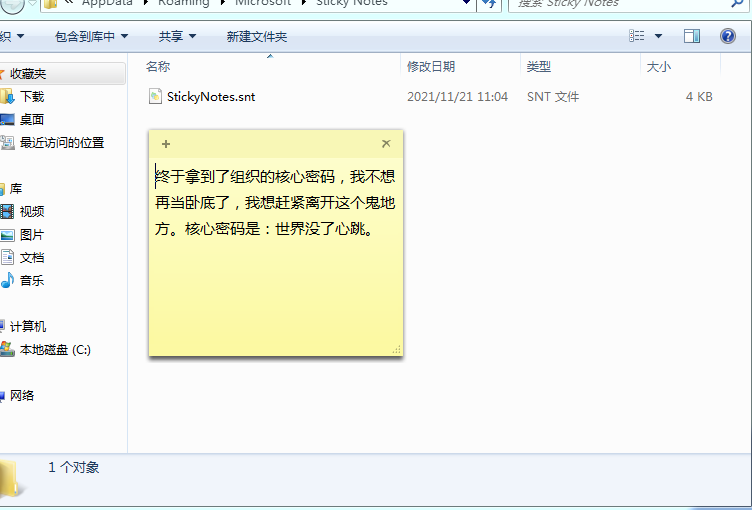 « AppData ▸ Roaming ▸ Microsoft ▸ Sticky Notes
搜索 Sticky Notes
织 包含到库中 共享 新建文件夹
收藏夹
下载
桌面
最近访问的位置
库
视频
图片
文档
音乐
计算机
本地磁盘 (C:)
网络
名称 修改日期 类型 大小
StickyNotes.snt 2021/11/21 11:04 SNT 文件 4 KB
终于拿到了组织的核心密码，我不想
再当卧底了，我想赶紧离开这个鬼地
方。核心密码是：世界没了心跳。
1 个对象